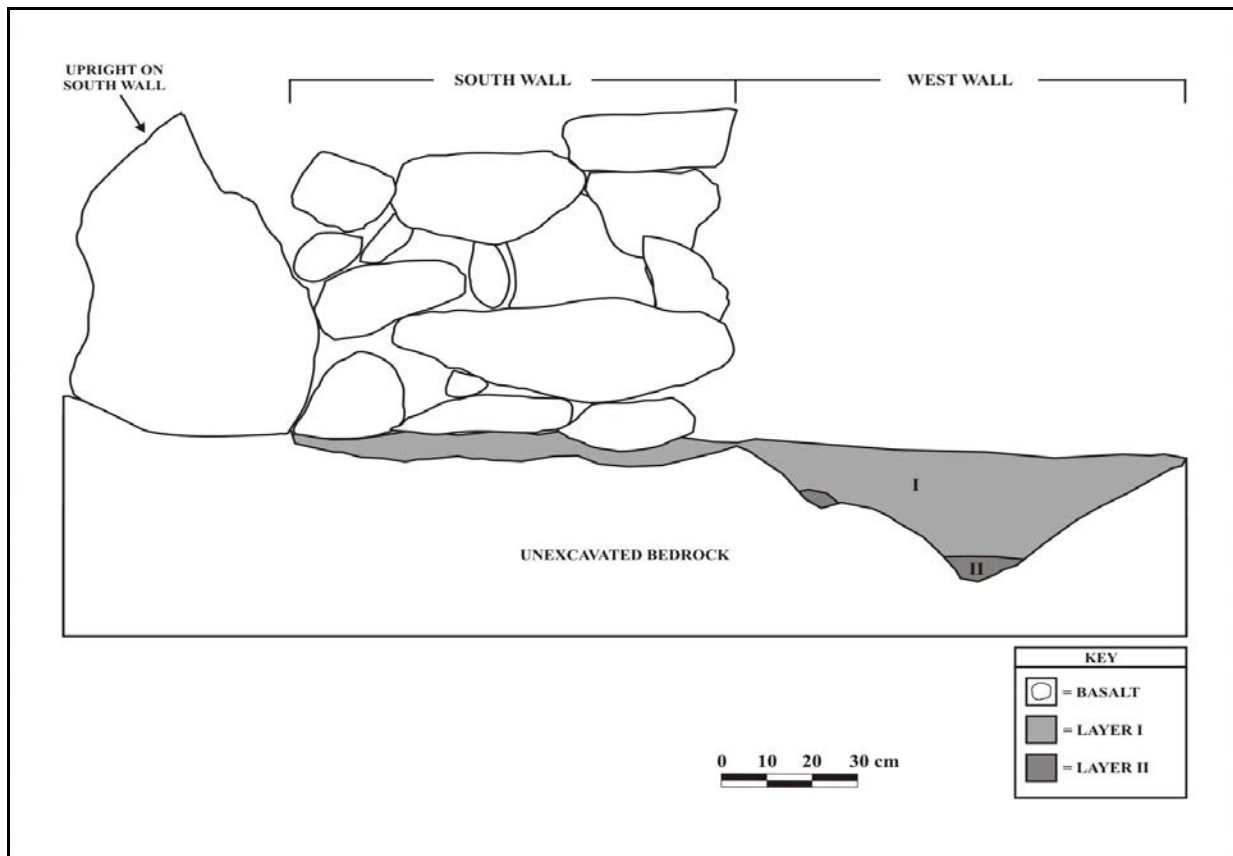 UPRIGHT ON
SOUTH WALL
SOUTH WALL
WEST WALL
I
II
UNEXCAVATED BEDROCK
KEY
= BASALT
= LAYER I
= LAYER II
0 10 20 30 cm